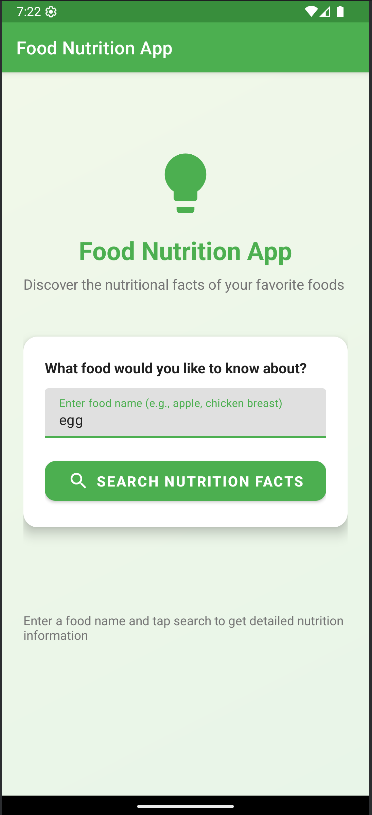 7:22
Food Nutrition App
Food Nutrition App
Discover the nutritional facts of your favorite foods
What food would you like to know about?
Enter food name (e.g., apple, chicken breast)
egg
SEARCH NUTRITION FACTS
Enter a food name and tap search to get detailed nutrition
information